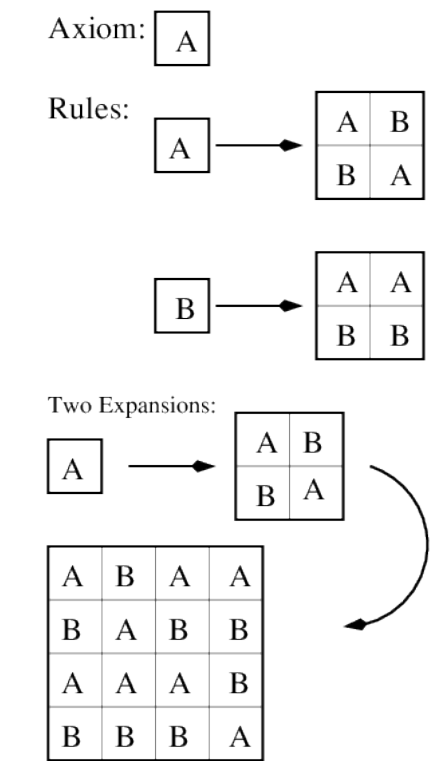 Axiom: A
Rules:
A
A B
B A
B
A A
B B
Two Expansions:
A
A B
B A
A B A A
B A B B
A A A B
B B B A